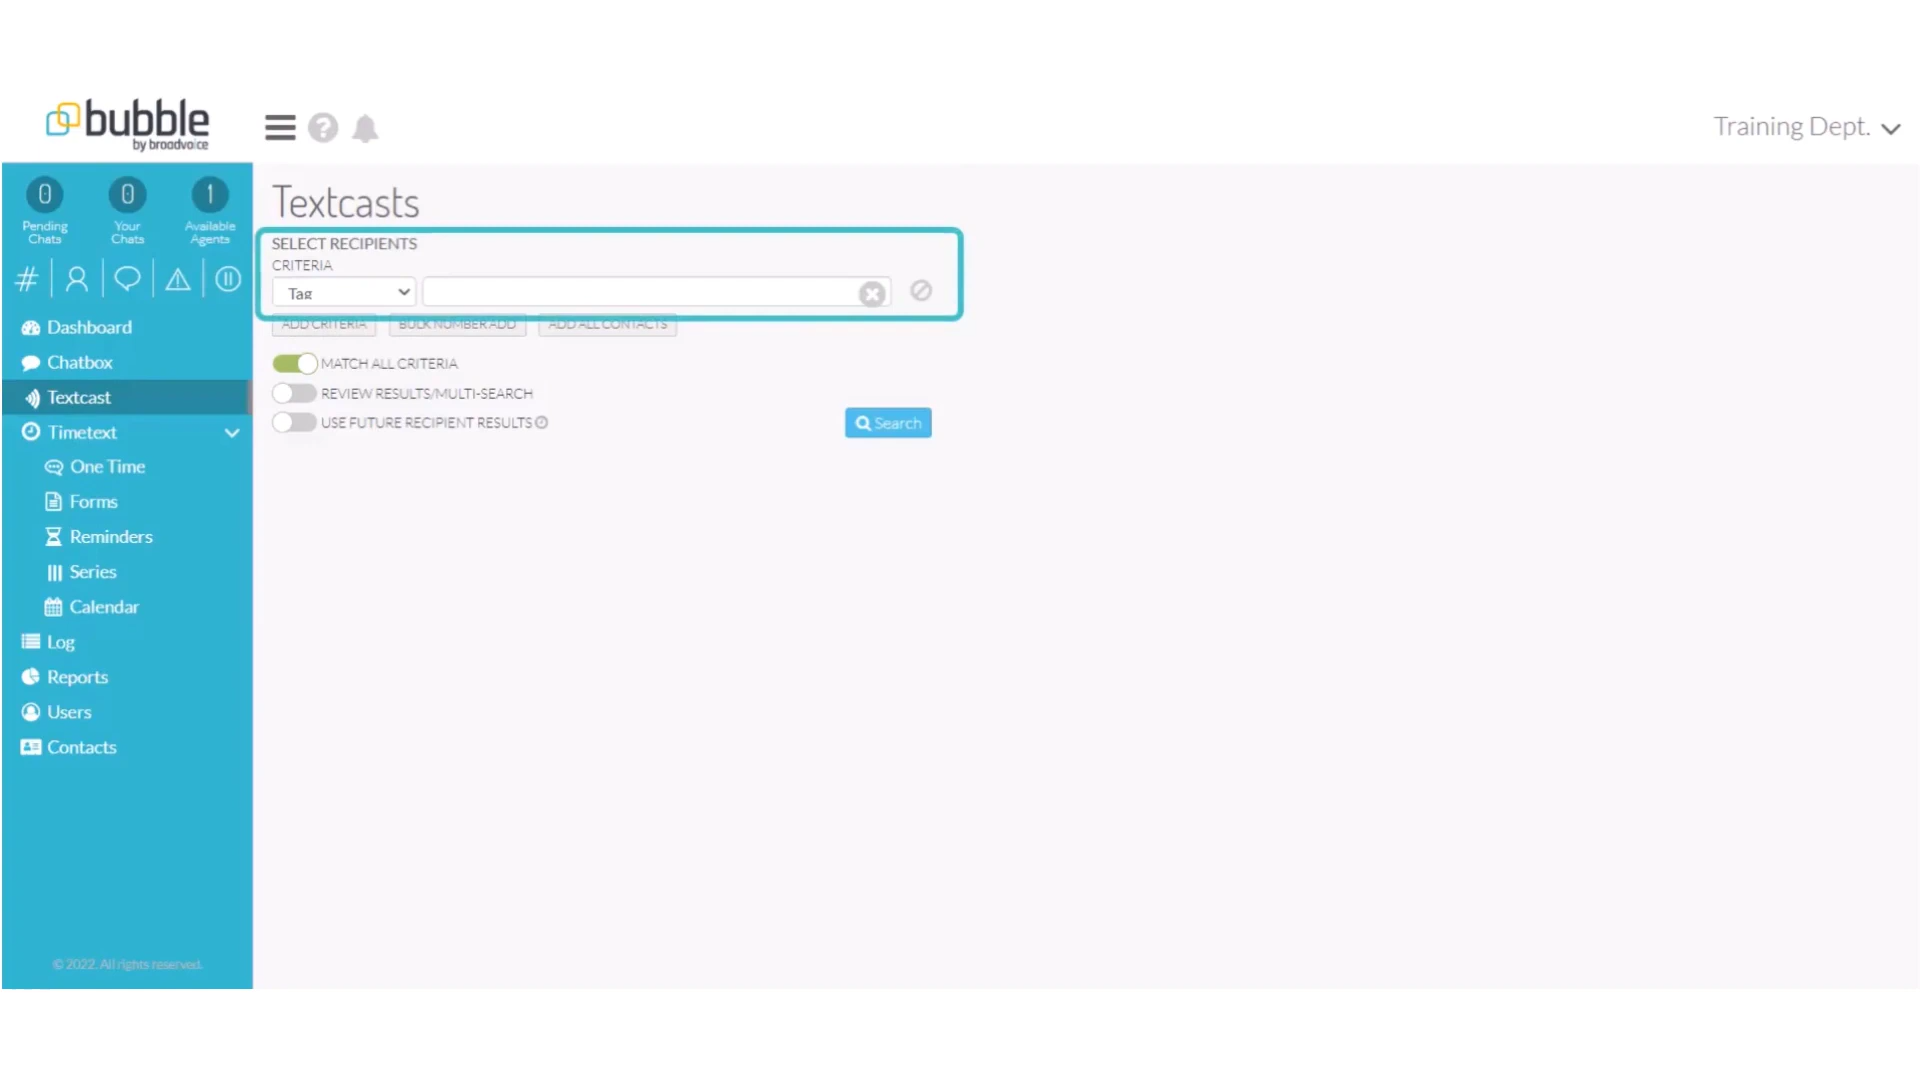 bubble
by broadvoice
Training Dept.
0
0
1
Pending Chats
Your Chats
Available Agents
Dashboard
Chatbox
Textcast
Timetext
One Time
Forms
Reminders
Series
Calendar
Log
Reports
Users
Contacts
© 2022. All rights reserved.
Textcasts
SELECT RECIPIENTS
CRITERIA
Tag
ADD CRITERIA
BULK NUMBER ADD
ADD ALL CONTACTS
MATCH ALL CRITERIA
REVIEW RESULTS/MULTI-SEARCH
USE FUTURE RECIPIENT RESULTS
Search